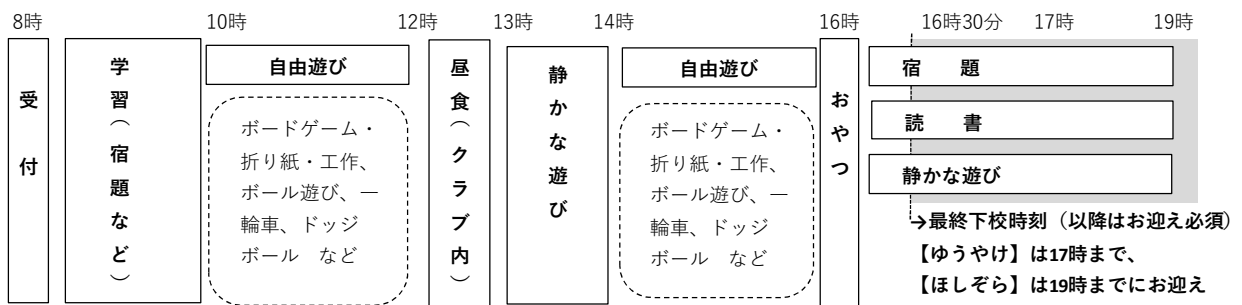 8時 10時 12時 13時 14時 16時 16時30分 17時 19時
受付
学習（宿題など）
自由遊び
ボードゲーム・
折り紙・工作、
ボール遊び、一
輪車、ドッジ
ボール　など
昼食（クラブ内）
静かな遊び
自由遊び
ボードゲーム・
折り紙・工作、
ボール遊び、一
輪車、ドッジ
ボール　など
おやつ
宿　題
読　書
静かな遊び
→最終下校時刻（以降はお迎え必須）
【ゆうやけ】は17時まで、
【ほしぞら】は19時までにお迎え